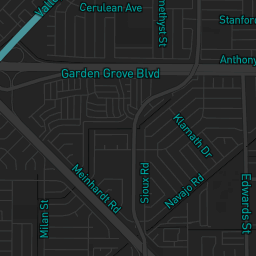 Cerulean Ave
Stanford
Anthony
Garden Grove Blvd
Klamath Dr
Meinhardt Rd
Sioux Rd
Navajo Rd
Edwards St
Milan St